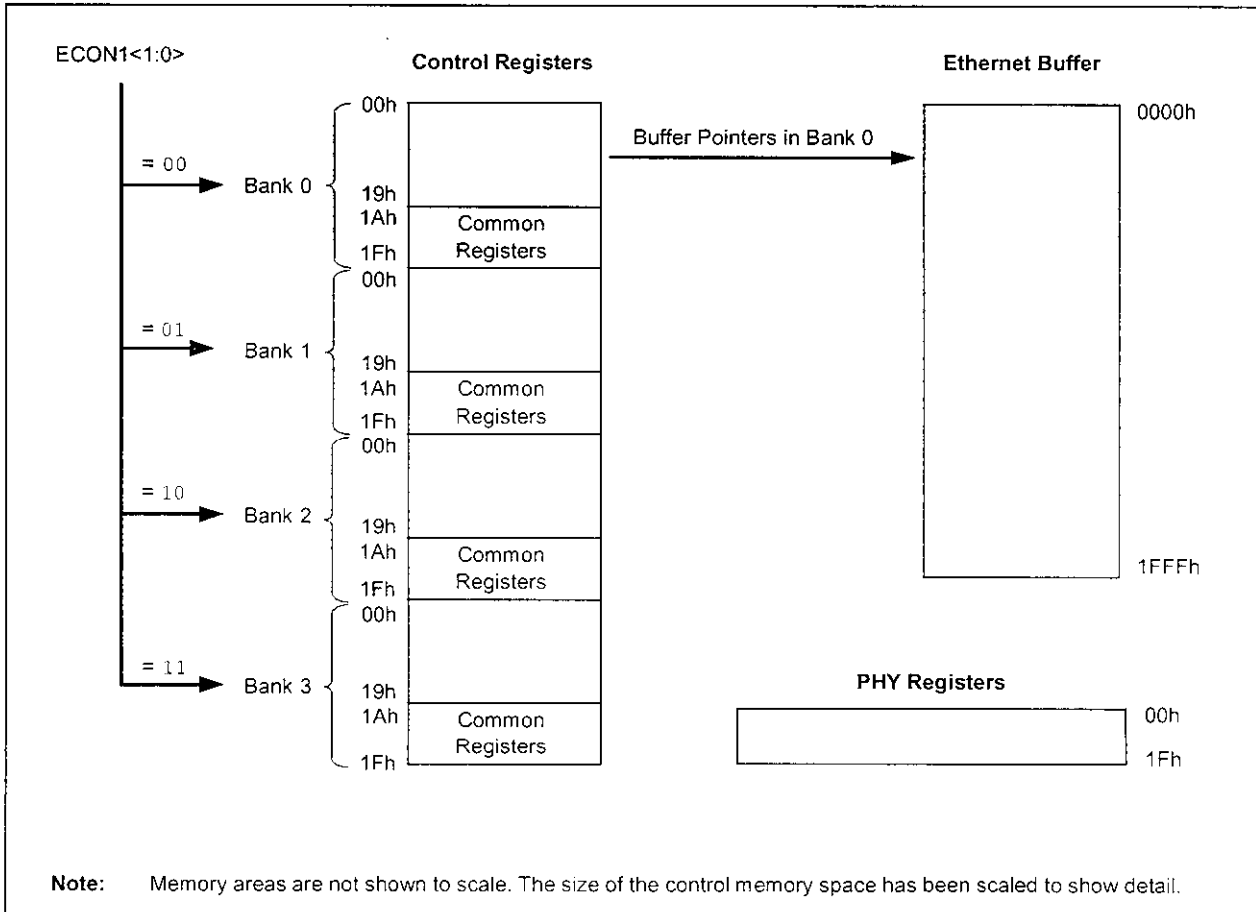 ECON1<1:0>
Control Registers
Ethernet Buffer
00h
0000h
Buffer Pointers in Bank 0
= 00
Bank 0
19h
1Ah
Common
Registers
1Fh
00h
= 01
Bank 1
19h
1Ah
Common
Registers
1Fh
00h
= 10
Bank 2
19h
1Ah
Common
Registers
1Fh
1FFFh
00h
= 11
Bank 3
19h
1Ah
Common
Registers
1Fh
PHY Registers
00h
1Fh
Note: Memory areas are not shown to scale. The size of the control memory space has been scaled to show detail.